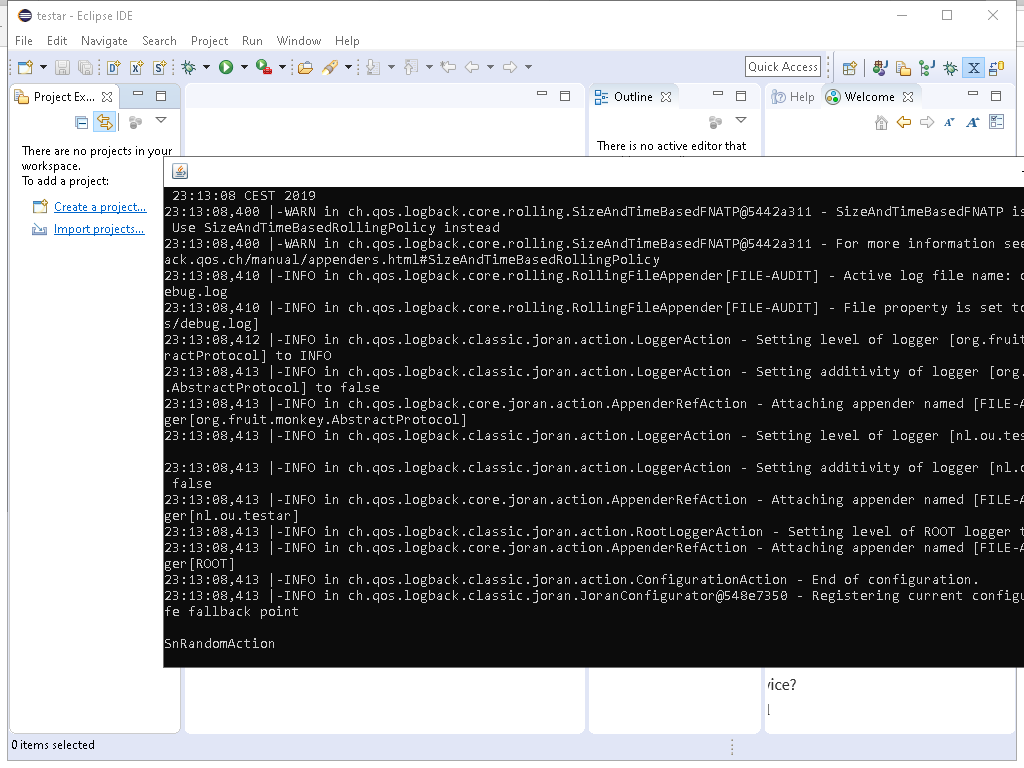 testar - Eclipse IDE
File Edit Navigate Search Project Run Window Help
Quick Access
Project Ex...
Outline
Help
Welcome
There are no projects in your
workspace.
To add a project:
Create a project...
Import projects...
There is no active editor that
23:13:08 CEST 2019
23:13:08,400 |-WARN in ch.qos.logback.core.rolling.SizeAndTimeBasedFNATP@5442a311 - SizeAndTimeBasedFNATP is
Use SizeAndTimeBasedRollingPolicy instead
23:13:08,400 |-WARN in ch.qos.logback.core.rolling.SizeAndTimeBasedFNATP@5442a311 - For more information see
ack.qos.ch/manual/appenders.html#SizeAndTimeBasedRollingPolicy
23:13:08,410 |-INFO in ch.qos.logback.core.rolling.RollingFileAppender[FILE-AUDIT] - Active log file name:
ebug.log
23:13:08,410 |-INFO in ch.qos.logback.core.rolling.RollingFileAppender[FILE-AUDIT] - File property is set to
s/debug.log]
23:13:08,412 |-INFO in ch.qos.logback.classic.joran.action.LoggerAction - Setting level of logger [org.fruit
ractProtocol] to INFO
23:13:08,413 |-INFO in ch.qos.logback.classic.joran.action.LoggerAction - Setting additivity of logger [org.
.AbstractProtocol] to false
23:13:08,413 |-INFO in ch.qos.logback.core.joran.action.AppenderRefAction - Attaching appender named [FILE-A
ger[org.fruit.monkey.AbstractProtocol]
23:13:08,413 |-INFO in ch.qos.logback.classic.joran.action.LoggerAction - Setting level of logger [nl.ou.tes
23:13:08,413 |-INFO in ch.qos.logback.classic.joran.action.LoggerAction - Setting additivity of logger [nl.o
false
23:13:08,413 |-INFO in ch.qos.logback.core.joran.action.AppenderRefAction - Attaching appender named [FILE-A
ger[nl.ou.testar]
23:13:08,413 |-INFO in ch.qos.logback.classic.joran.action.RootLoggerAction - Setting level of ROOT logger t
23:13:08,413 |-INFO in ch.qos.logback.core.joran.action.AppenderRefAction - Attaching appender named [FILE-A
ger[ROOT]
23:13:08,413 |-INFO in ch.qos.logback.classic.joran.action.ConfigurationAction - End of configuration.
23:13:08,413 |-INFO in ch.qos.logback.classic.joran.JoranConfigurator@548e7350 - Registering current configu
fe fallback point
SnRandomAction
vice?
0 items selected